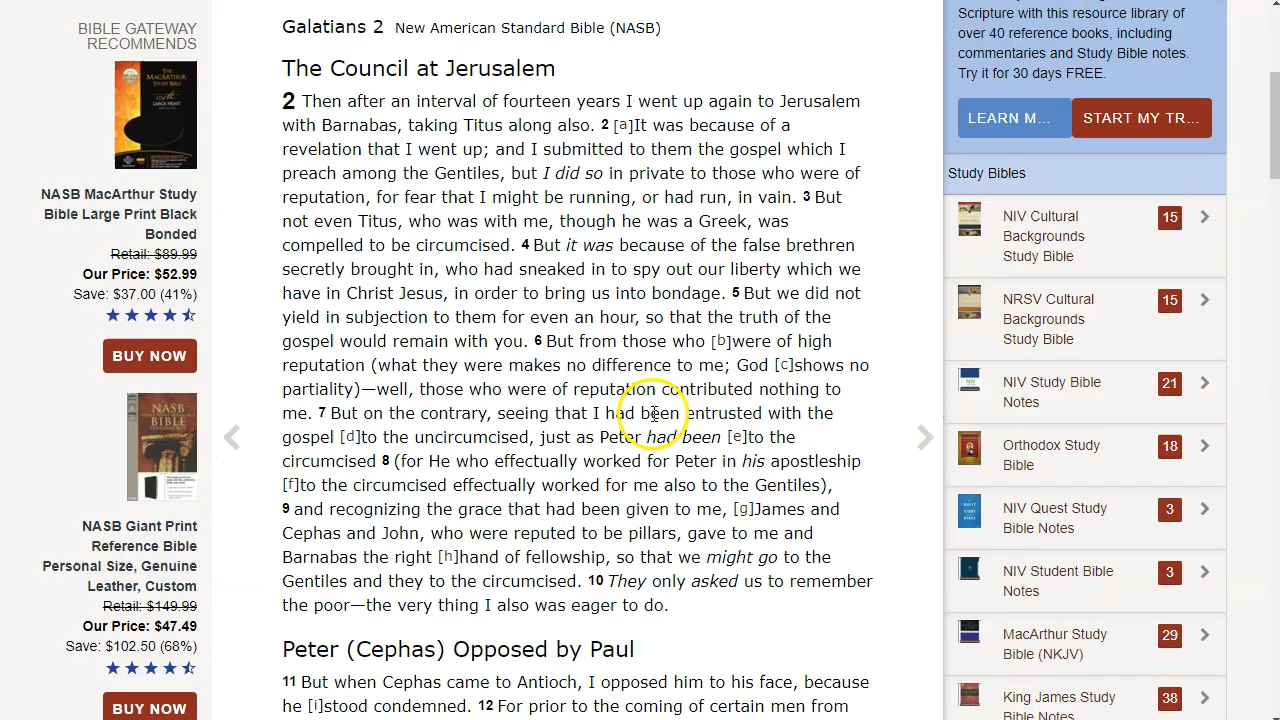 BIBLE GATEWAY
RECOMMENDS
THE
MACARTHUR
STUDY
BIBLE
LARGE PRINT
EDITION
NASB MacArthur Study
Bible Large Print Black
Bonded
Retail: $89.99
Our Price: $52.99
Save: $37.00 (41%)
BUY NOW
NASB
BIBLE
NASB Giant Print
Reference Bible
Personal Size, Genuine
Leather, Custom
Retail: $149.99
Our Price: $47.49
Save: $102.50 (68%)
BUY NOW
Galatians 2 New American Standard Bible (NASB)
The Council at Jerusalem
2 Then after an interval of fourteen years I went up again to Jerusalem
with Barnabas, taking Titus along also. 2 [a]It was because of a
revelation that I went up; and I submitted to them the gospel which I
preach among the Gentiles, but I did so in private to those who were of
reputation, for fear that I might be running, or had run, in vain. 3 But
not even Titus, who was with me, though he was a Greek, was
compelled to be circumcised. 4 But it was because of the false brethren
secretly brought in, who had sneaked in to spy out our liberty which we
have in Christ Jesus, in order to bring us into bondage. 5 But we did not
yield in subjection to them for even an hour, so that the truth of the
gospel would remain with you. 6 But from those who [b]were of high
reputation (what they were makes no difference to me; God [c]shows no
partiality)—well, those who were of reputation contributed nothing to
me. 7 But on the contrary, seeing that I had been entrusted with the
gospel [d]to the uncircumcised, just as Peter had been [e]to the
circumcised 8 (for He who effectually worked for Peter in his apostleship
[f]to the circumcised effectually worked for me also to the Gentiles),
9 and recognizing the grace that had been given to me, [g]James and
Cephas and John, who were reputed to be pillars, gave to me and
Barnabas the right [h]hand of fellowship, so that we might go to the
Gentiles and they to the circumcised. 10 They only asked us to remember
the poor—the very thing I also was eager to do.
Peter (Cephas) Opposed by Paul
11 But when Cephas came to Antioch, I opposed him to his face, because
he [i]stood condemned. 12 For prior to the coming of certain men from
Scripture with this resource library of
over 40 reference books, including
commentaries and Study Bible notes.
Try it for FREE.
LEARN M...
START MY TR...
Study Bibles
NIV Cultural
Backgrounds
Study Bible
15
NRSV Cultural
Backgrounds
Study Bible
15
NIV Study Bible
Notes
21
Orthodox Study
Bible
18
NIV Quest Study
Bible Notes
3
NIV Student Bible
Notes
3
MacArthur Study
Bible (NKJV)
29
King James Study
38